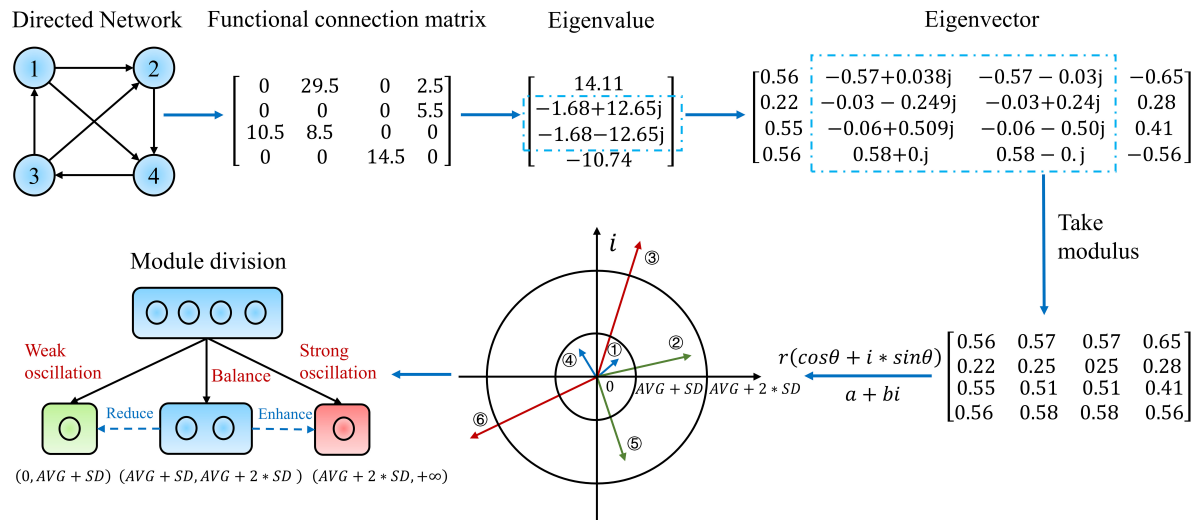 Directed Network
Functional connection matrix
Eigenvalue
Eigenvector
1
2
3
4
0 29.5 0 2.5
0 0 0 5.5
10.5 8.5 0 0
0 0 14.5 0
14.11
−1.68+12.65j
−1.68−12.65j
−10.74
0.56 −0.57+0.038j −0.57 − 0.03j −0.65
0.22 −0.03 − 0.249j −0.03+0.24j 0.28
0.55 −0.06+0.509j −0.06 − 0.50j 0.41
0.56 0.58+0.j 0.58 − 0. j −0.56
Take
modulus
0.56 0.57 0.57 0.65
0.22 0.25 025 0.28
0.55 0.51 0.51 0.41
0.56 0.58 0.58 0.56
r(cosθ + i * sinθ)
a + bi
i
③
②
①
④
0
AVG + SD
AVG + 2 * SD
⑥
⑤
Module division
Weak
oscillation
Balance
Strong
oscillation
Reduce
Enhance
(0, AVG + SD)
(AVG + SD, AVG + 2 * SD )
(AVG + 2 * SD, +∞)